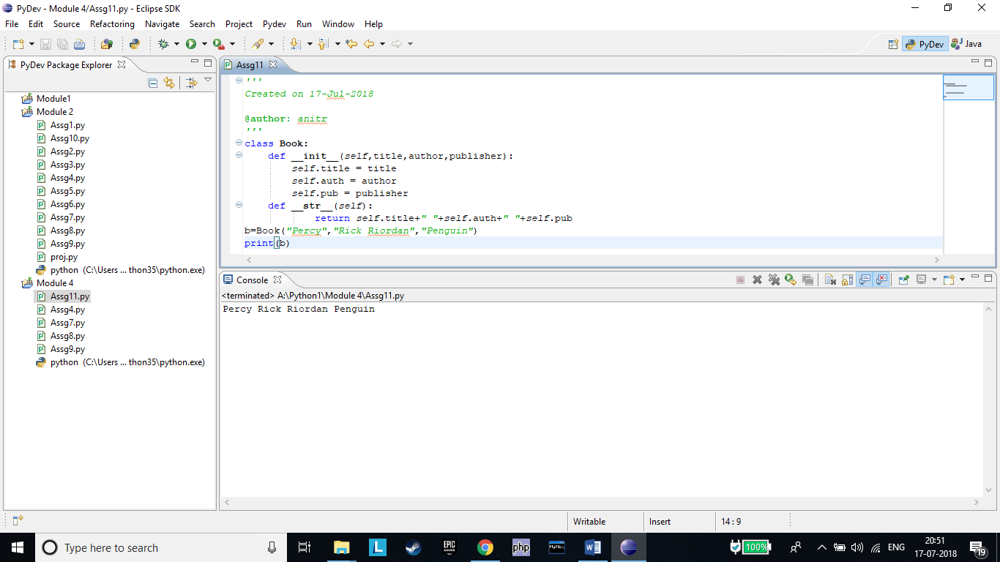 PyDev - Module 4/Assg11.py - Eclipse SDK
File Edit Source Refactoring Navigate Search Project Pydev Run Window Help
PyDev Java
PyDev Package Explorer
Module1
Module 2
Assg1.py
Assg10.py
Assg2.py
Assg3.py
Assg4.py
Assg5.py
Assg6.py
Assg7.py
Assg8.py
Assg9.py
proj.py
python (C:\Users ... thon35\python.exe)
Module 4
Assg11.py
Assg4.py
Assg7.py
Assg8.py
Assg9.py
python (C:\Users ... thon35\python.exe)
Assg11
'''
Created on 17-Jul-2018
@author: anitr
'''
class Book:
    def __init__(self,title,author,publisher):
        self.title = title
        self.auth = author
        self.pub = publisher
    def __str__(self):
            return self.title+" "+self.auth+" "+self.pub
b=Book("Percy","Rick Riordan","Penguin")
print(b)
Console
<terminated> A:\Python1\Module 4\Assg11.py
Percy Rick Riordan Penguin
Writable Insert 14 : 9
Type here to search
L
EPIC GAMES
php
MySQL
W
100%
ENG
20:51
17-07-2018
19